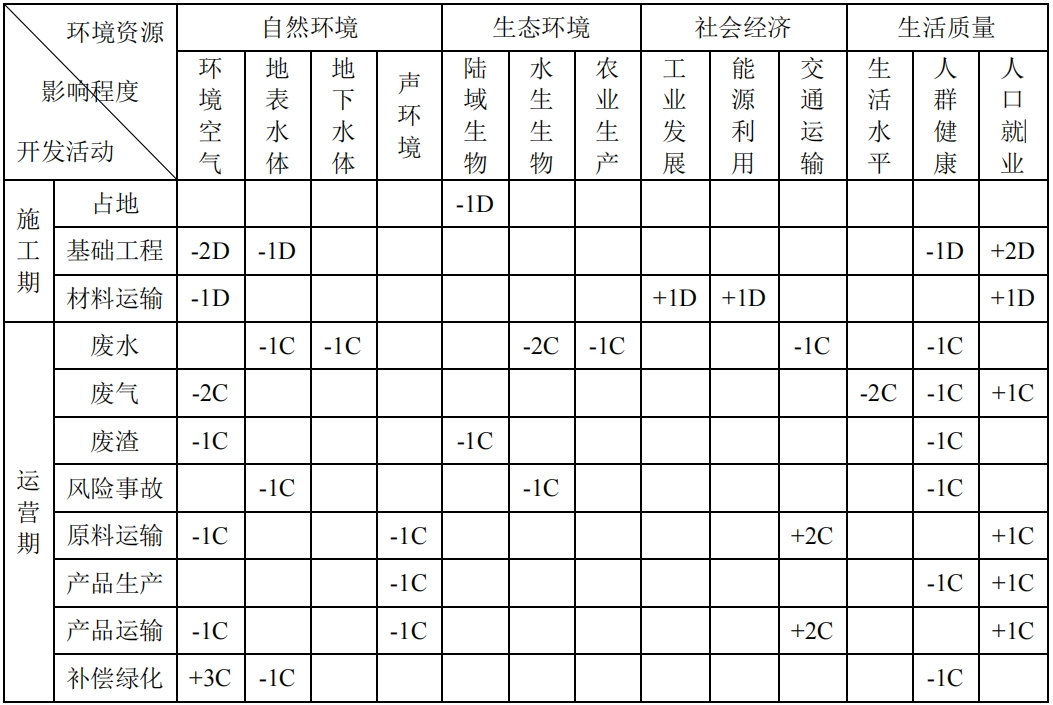 环境资源 自然环境 生态环境 社会经济 生活质量
影响程度
开发活动
环境空气 地表水体 地下水体 声环境 陆域生物 水生生物 农业生产 工业发展 能源利用 交通运输 生活水平 人群健康 人口就业
施工期
占地 -1D
基础工程 -2D -1D -1D +2D
材料运输 -1D +1D +1D +1D
运营期
废水 -1C -1C -2C -1C -1C -1C
废气 -2C -2C -1C +1C
废渣 -1C -1C -1C
风险事故 -1C -1C -1C
原料运输 -1C -1C +2C +1C
产品生产 -1C -1C +1C
产品运输 -1C -1C +2C +1C
补偿绿化 +3C -1C -1C